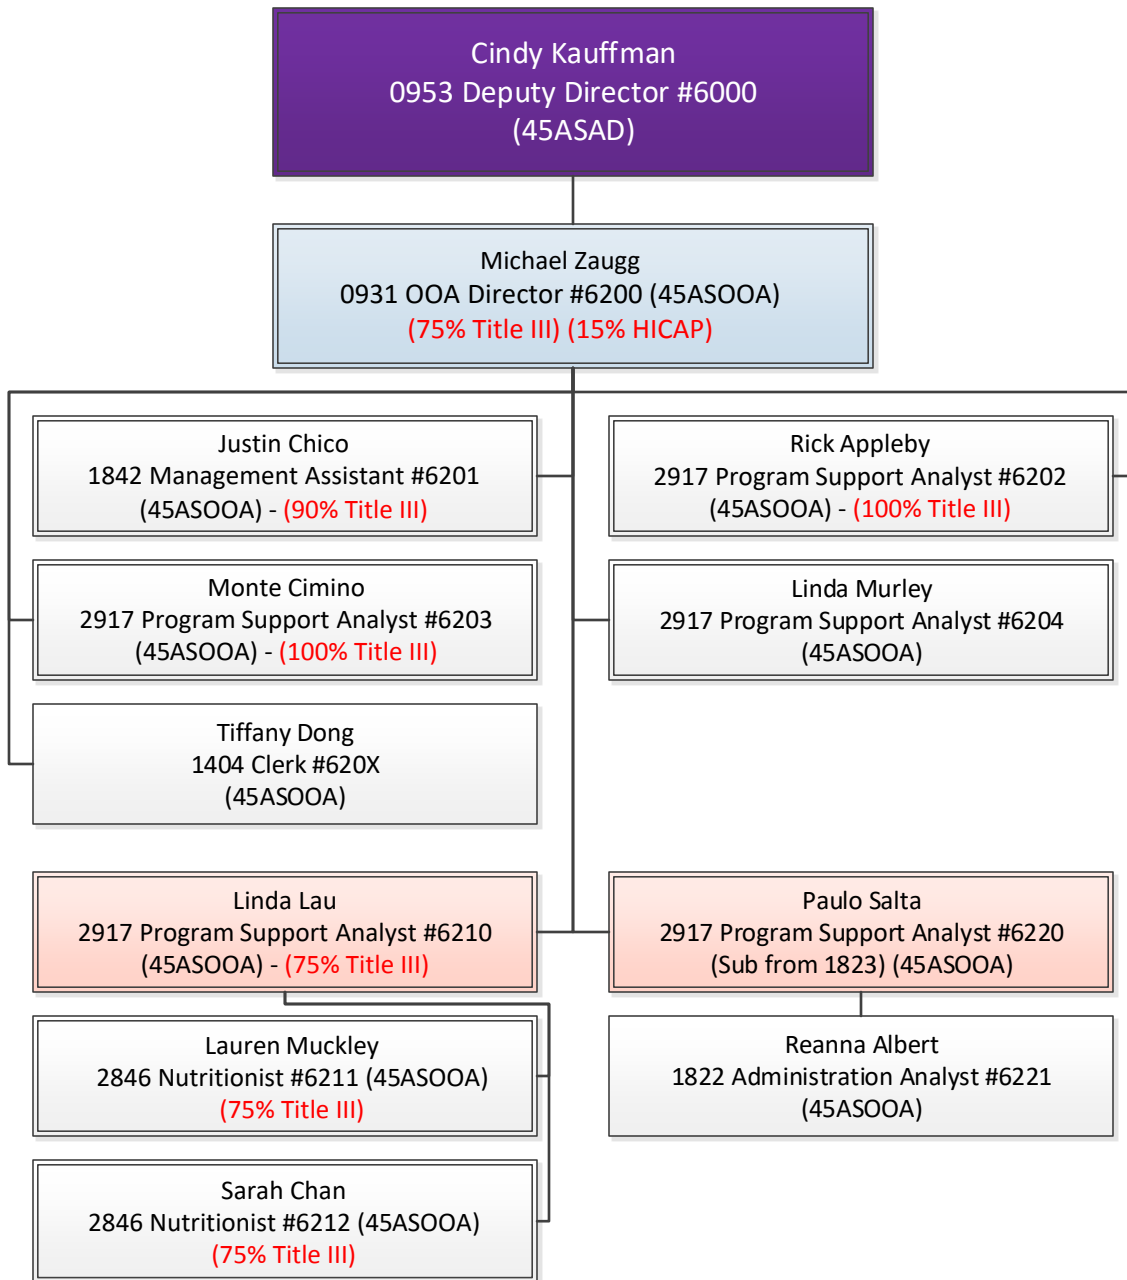 Cindy Kauffman
0953 Deputy Director #6000
(45ASAD)
Michael Zaugg
0931 OOA Director #6200 (45ASOOA)
(75% Title III) (15% HICAP)
Justin Chico
1842 Management Assistant #6201
(45ASOOA) - (90% Title III)
Rick Appleby
2917 Program Support Analyst #6202
(45ASOOA) - (100% Title III)
Monte Cimino
2917 Program Support Analyst #6203
(45ASOOA) - (100% Title III)
Linda Murley
2917 Program Support Analyst #6204
(45ASOOA)
Tiffany Dong
1404 Clerk #620X
(45ASOOA)
Linda Lau
2917 Program Support Analyst #6210
(45ASOOA) - (75% Title III)
Paulo Salta
2917 Program Support Analyst #6220
(Sub from 1823) (45ASOOA)
Lauren Muckley
2846 Nutritionist #6211 (45ASOOA)
(75% Title III)
Reanna Albert
1822 Administration Analyst #6221
(45ASOOA)
Sarah Chan
2846 Nutritionist #6212 (45ASOOA)
(75% Title III)